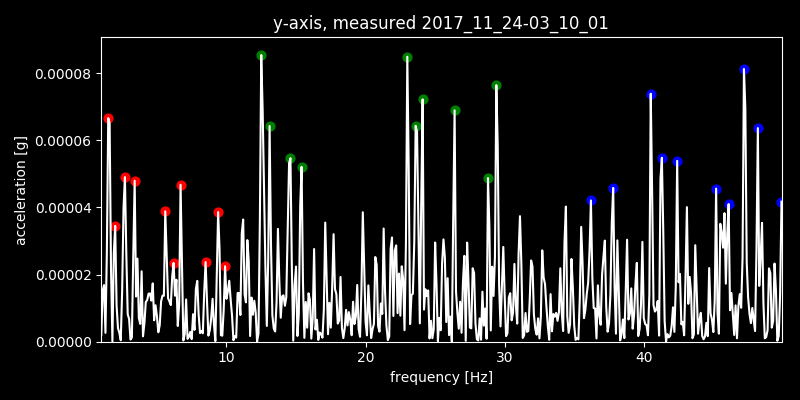 y-axis, measured 2017_11_24-03_10_01
0.00008
0.00006
0.00004
0.00002
0.00000
acceleration [g]
10 20 30 40
frequency [Hz]